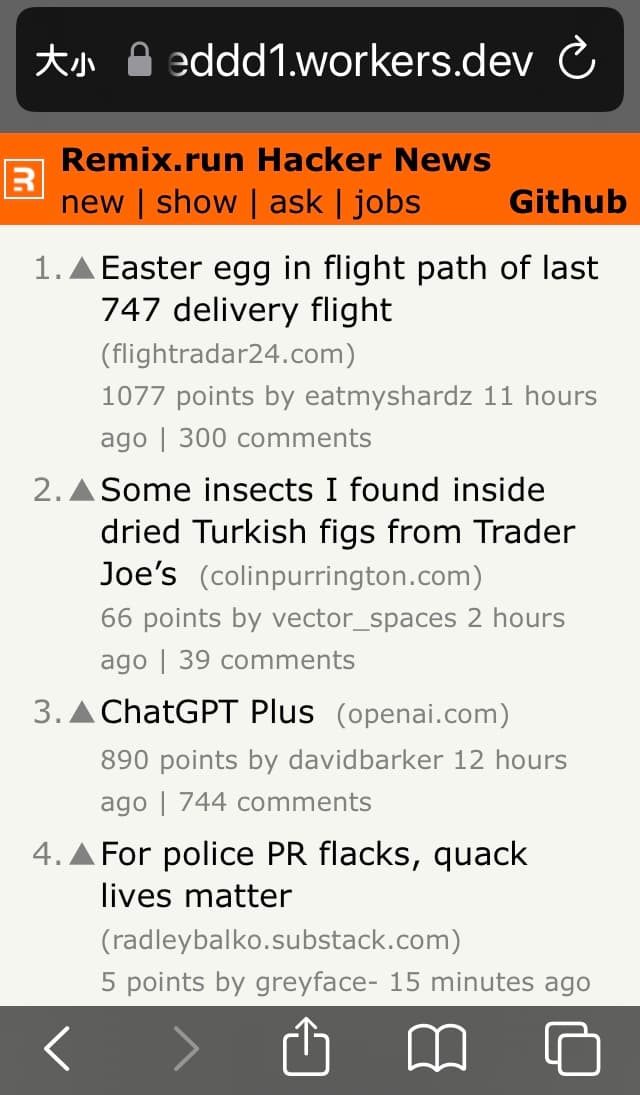 大小 eddd1.workers.dev
Remix.run Hacker News
new | show | ask | jobs Github
1. ▲ Easter egg in flight path of last
747 delivery flight
(flightradar24.com)
1077 points by eatmyshardz 11 hours
ago | 300 comments
2. ▲ Some insects I found inside
dried Turkish figs from Trader
Joe’s (colinpurrington.com)
66 points by vector_spaces 2 hours
ago | 39 comments
3. ▲ ChatGPT Plus (openai.com)
890 points by davidbarker 12 hours
ago | 744 comments
4. ▲ For police PR flacks, quack
lives matter
(radleybalko.substack.com)
5 points by greyface- 15 minutes ago